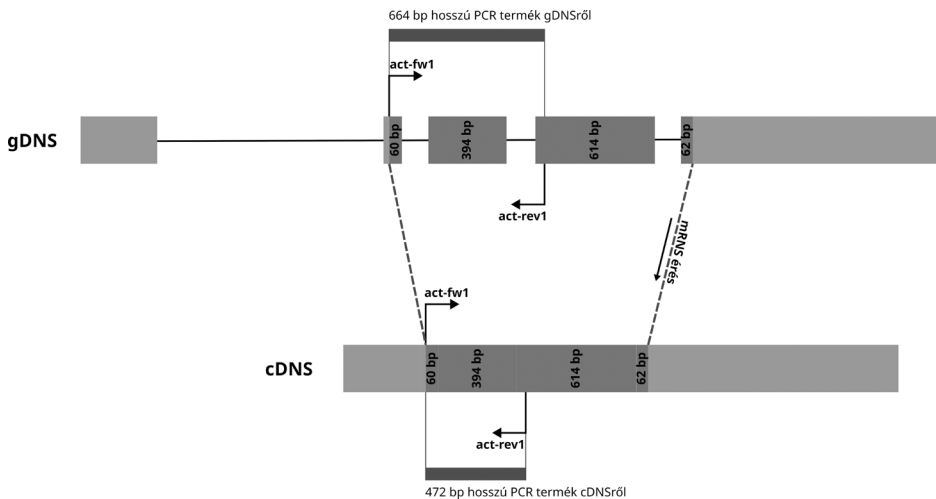 664 bp hosszú PCR termék gDNSről
act-fw1
gDNS
60 bp
394 bp
614 bp
62 bp
act-rev1
mRNS érés
act-fw1
cDNS
60 bp
394 bp
614 bp
62 bp
act-rev1
472 bp hosszú PCR termék cDNSről